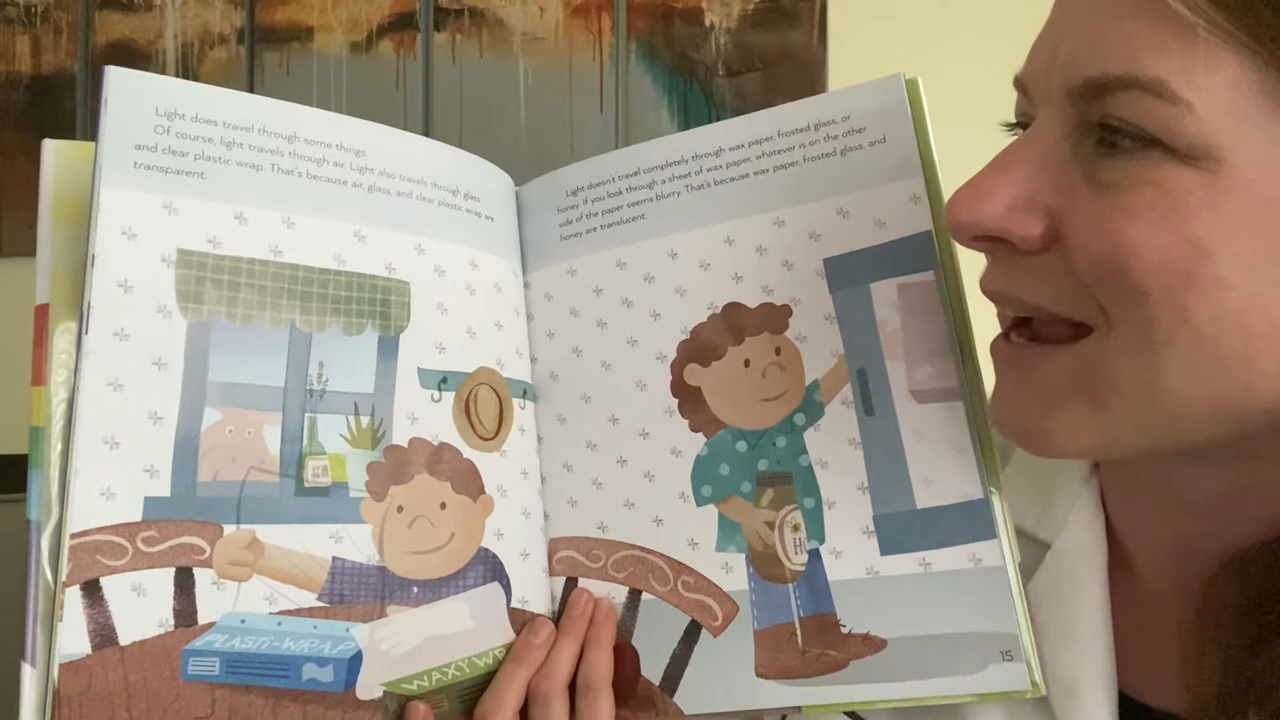 Light does travel through some things.
Of course, light travels through air. Light also travels through glass
and clear plastic wrap. That's because air, glass, and clear plastic wrap are
transparent.
Light doesn't travel completely through wax paper, frosted glass, or
honey. If you look through a sheet of wax paper, whatever is on the other
side of the paper seems blurry. That's because wax paper, frosted glass, and
honey are translucent.
PLASTi-WRAP
WAXY WR
HO
15